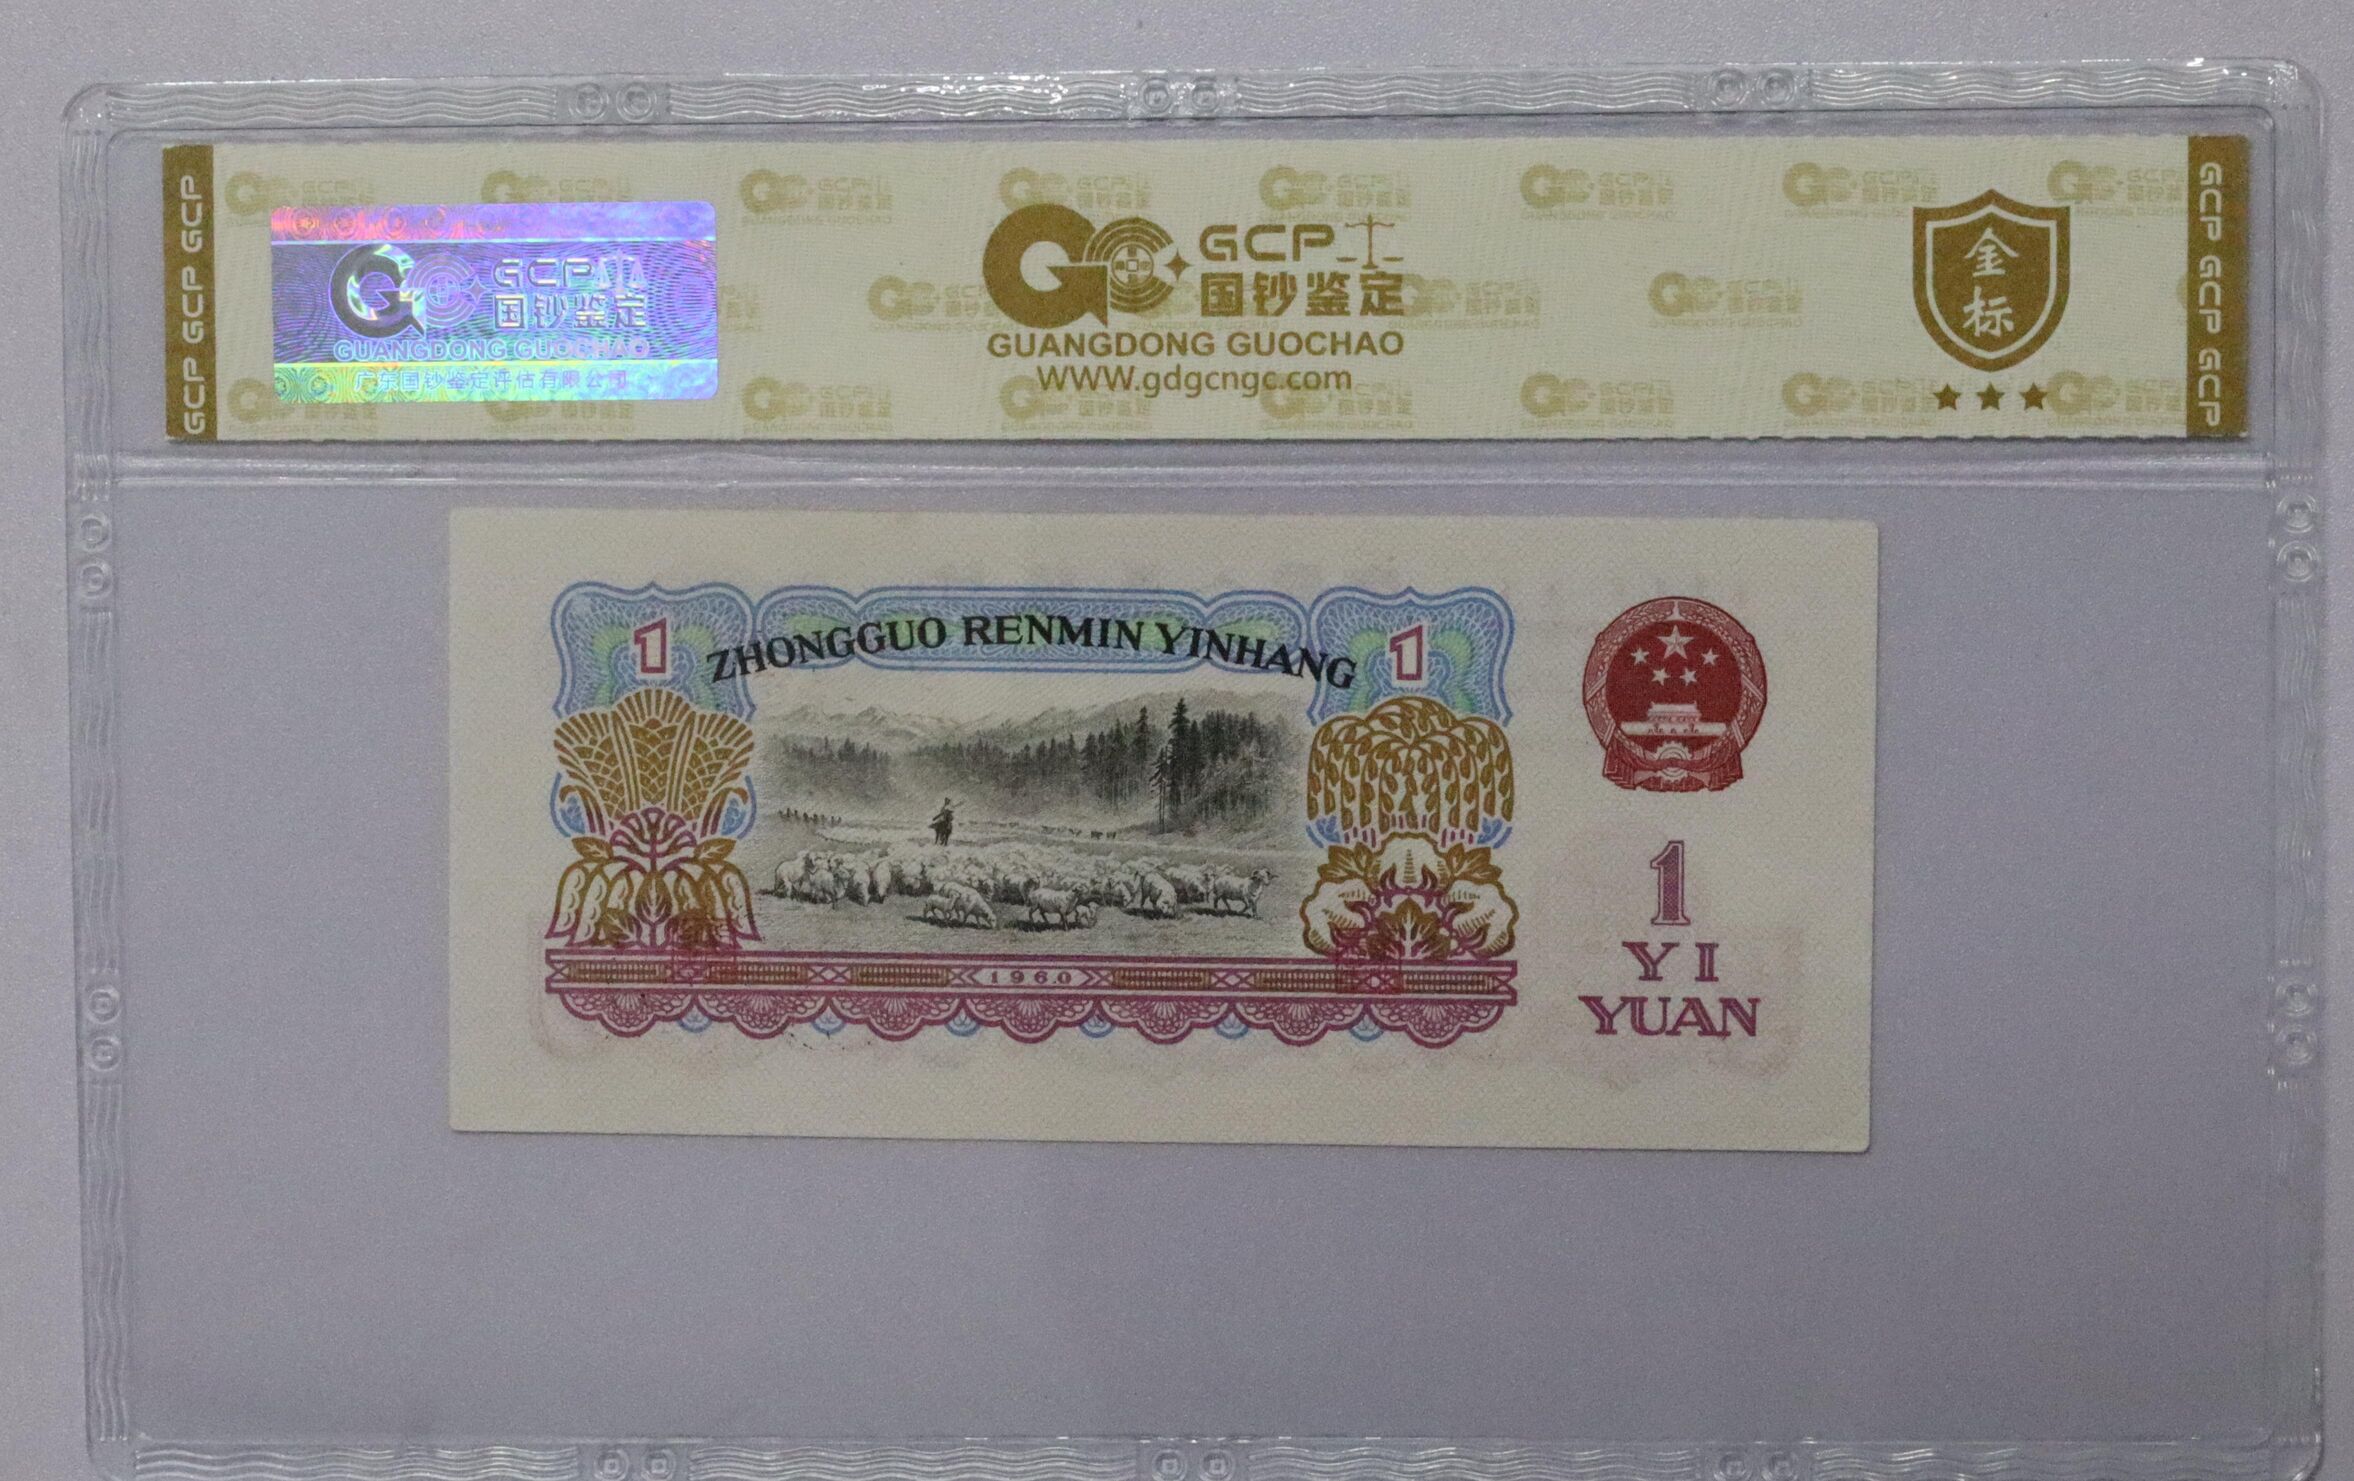 GCP GCP GCP
GCP
国钞鉴定
GUANGDONG GUOCHAO
广东国钞鉴定评估有限公司
GCP
国钞鉴定
GUANGDONG GUOCHAO
WWW.gdgcngc.com
金
标
GCP GCP GCP
1
ZHONGGUO RENMIN YINHANG
1
1960
1
YI
YUAN